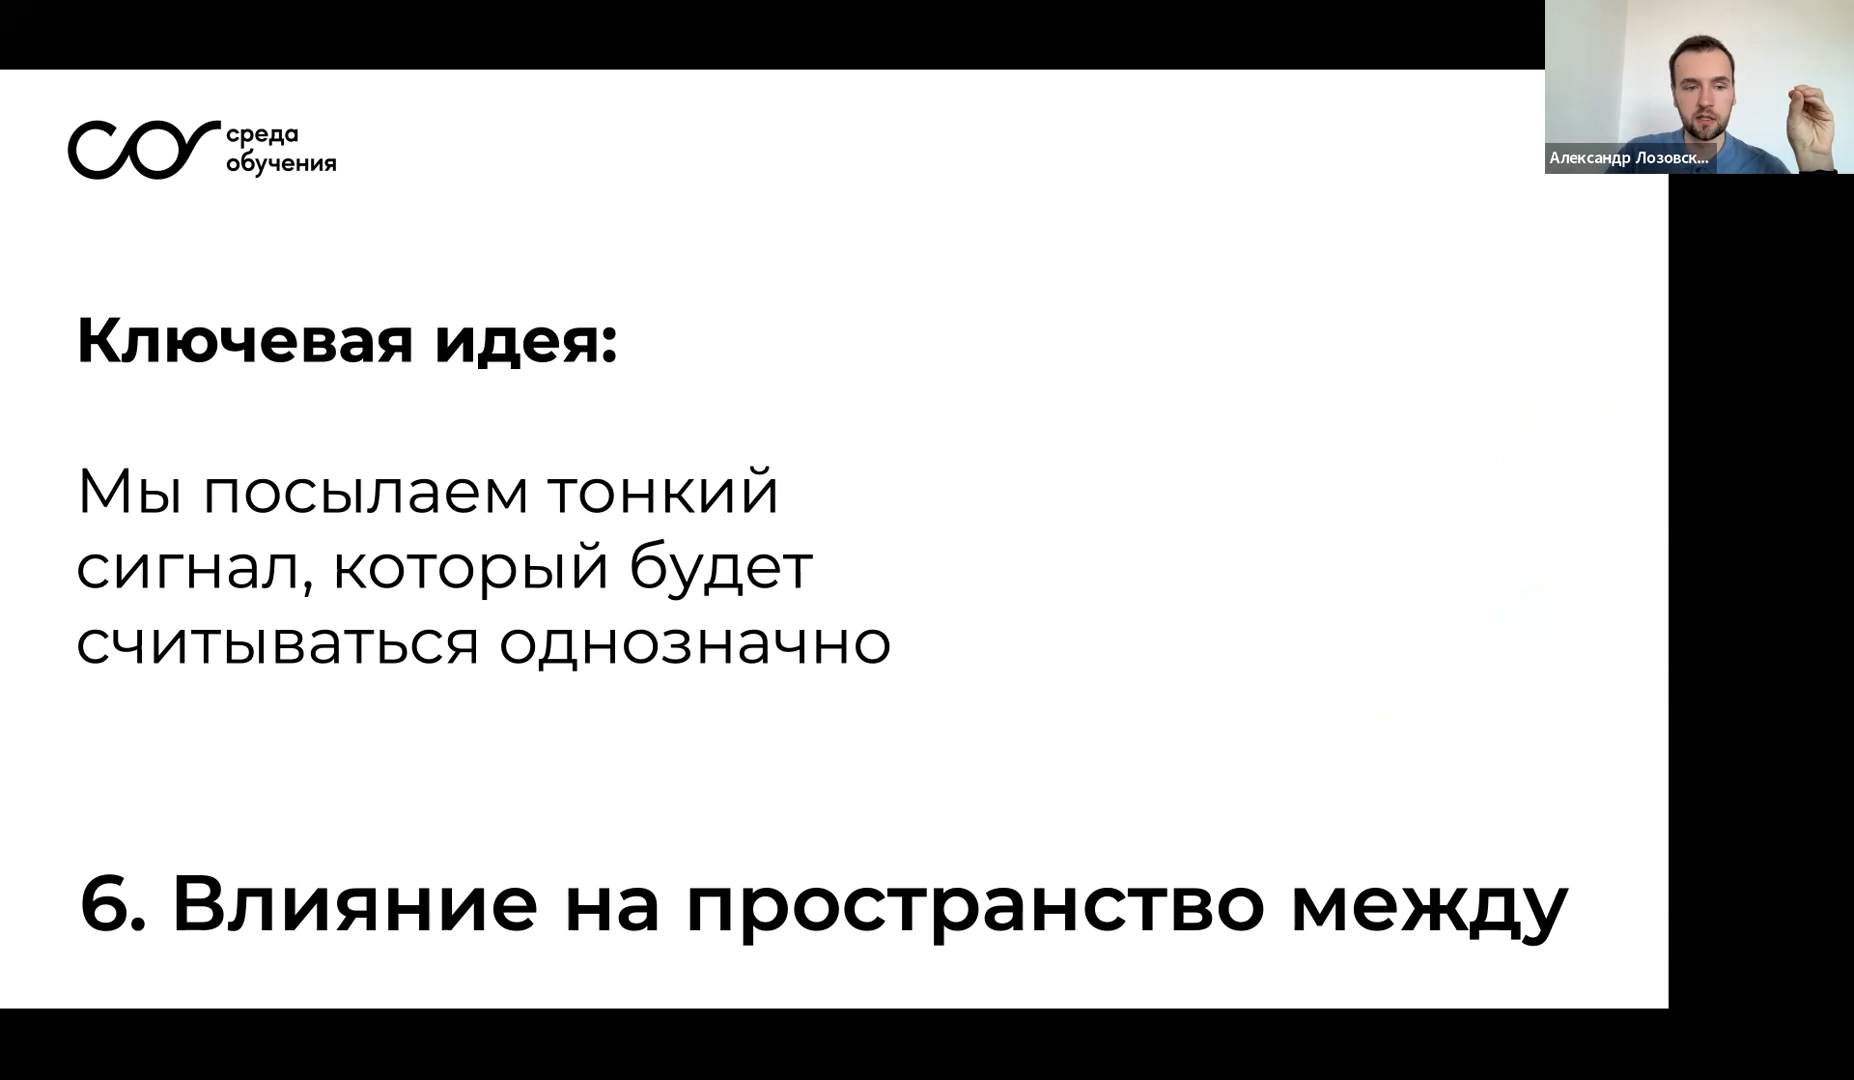 среда
обучения
Александр Лозовск...
Ключевая идея:
Мы посылаем тонкий
сигнал, который будет
считываться однозначно
6. Влияние на пространство между